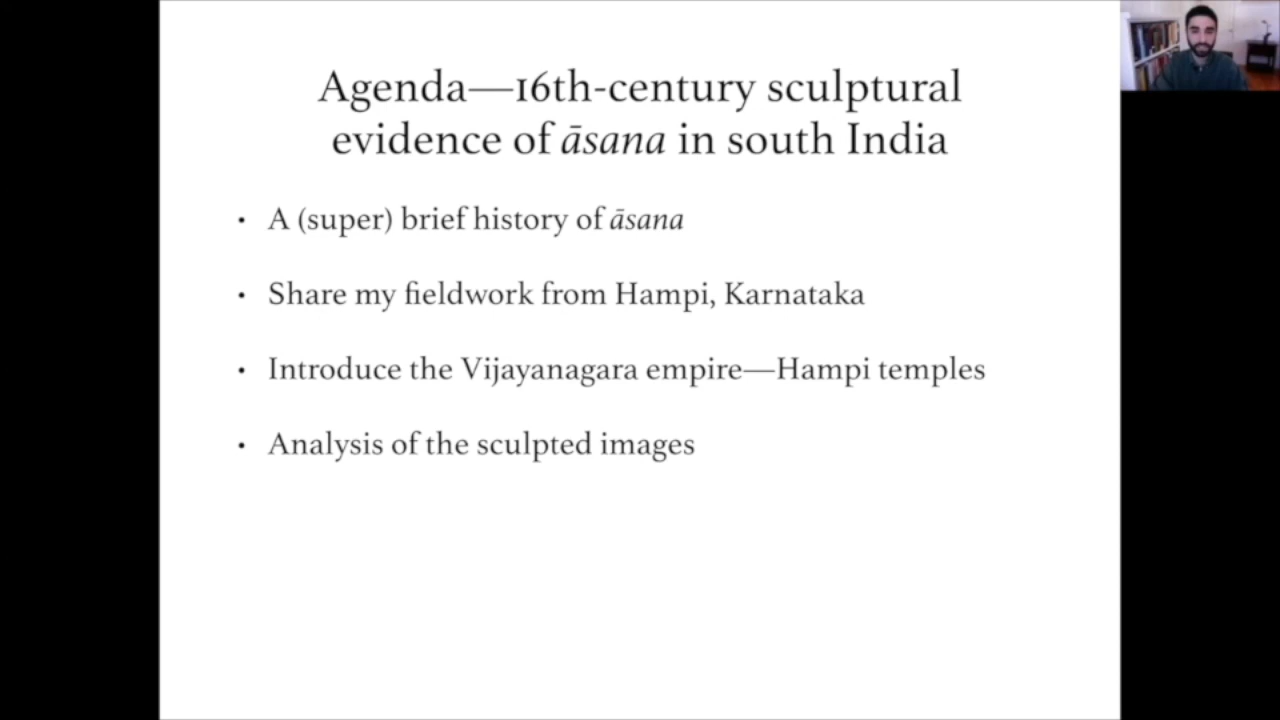 Agenda—16th-century sculptural
evidence of āsana in south India
• A (super) brief history of āsana
• Share my fieldwork from Hampi, Karnataka
• Introduce the Vijayanagara empire—Hampi temples
• Analysis of the sculpted images